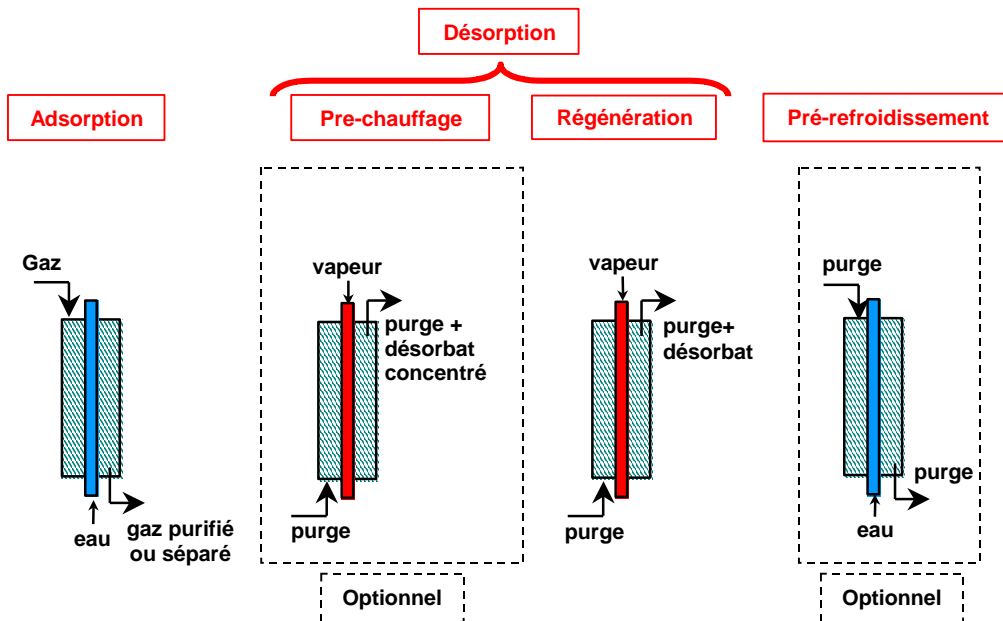 Désorption
Adsorption
Pre-chauffage
Régénération
Pré-refroidissement
Gaz
eau
gaz purifié
ou séparé
vapeur
purge +
désorbat
concentré
purge
Optionnel
vapeur
purge+
désorbat
purge
purge
purge
eau
Optionnel